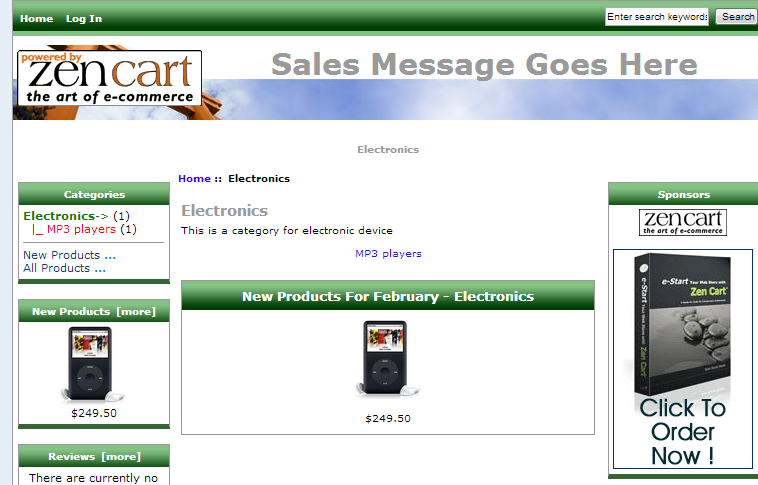 Home Log In
Enter search keywords Search
powered by
zen cart
the art of e-commerce
Sales Message Goes Here
Electronics
Home :: Electronics
Categories
Electronics-> (1)
|_ MP3 players (1)
New Products ...
All Products ...
New Products [more]
$249.50
Reviews [more]
There are currently no
Electronics
This is a category for electronic device
MP3 players
New Products For February - Electronics
$249.50
Sponsors
zen cart
the art of e-commerce
e-Start Your Web Store with
Zen Cart
Click To
Order
Now !